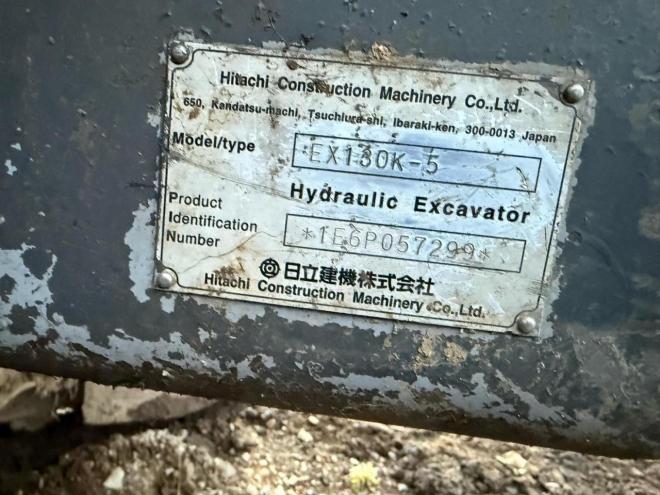 Hitachi Construction Machinery Co.,Ltd.
650, Kandatsu-machi, Tsuchiura-shi, Ibaraki-ken, 300-0013 Japan
Model/type EX130K-5
Hydraulic Excavator
Product Identification Number *1E6P057299*
日立建機株式会社
Hitachi Construction Machinery Co.,Ltd.